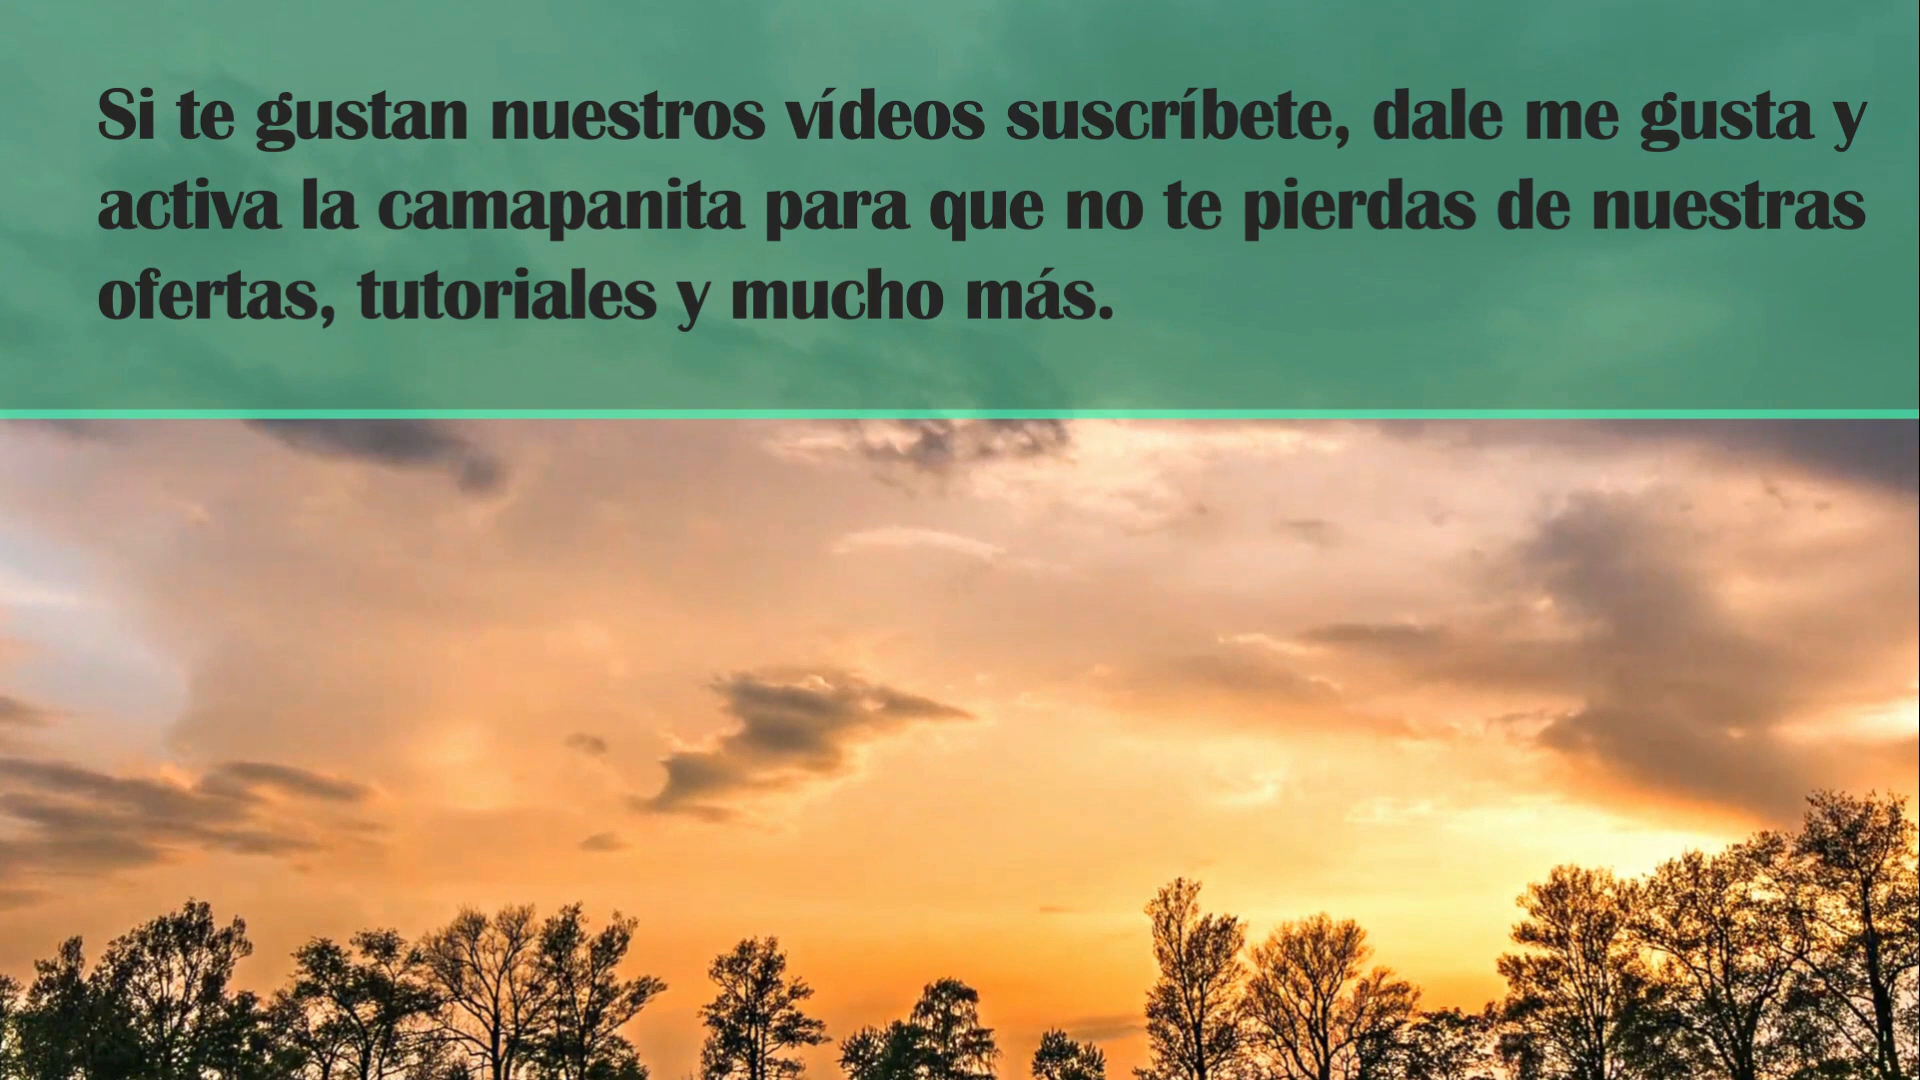 Si te gustan nuestros vídeos suscríbete, dale me gusta y
activa la camapanita para que no te pierdas de nuestras
ofertas, tutoriales y mucho más.